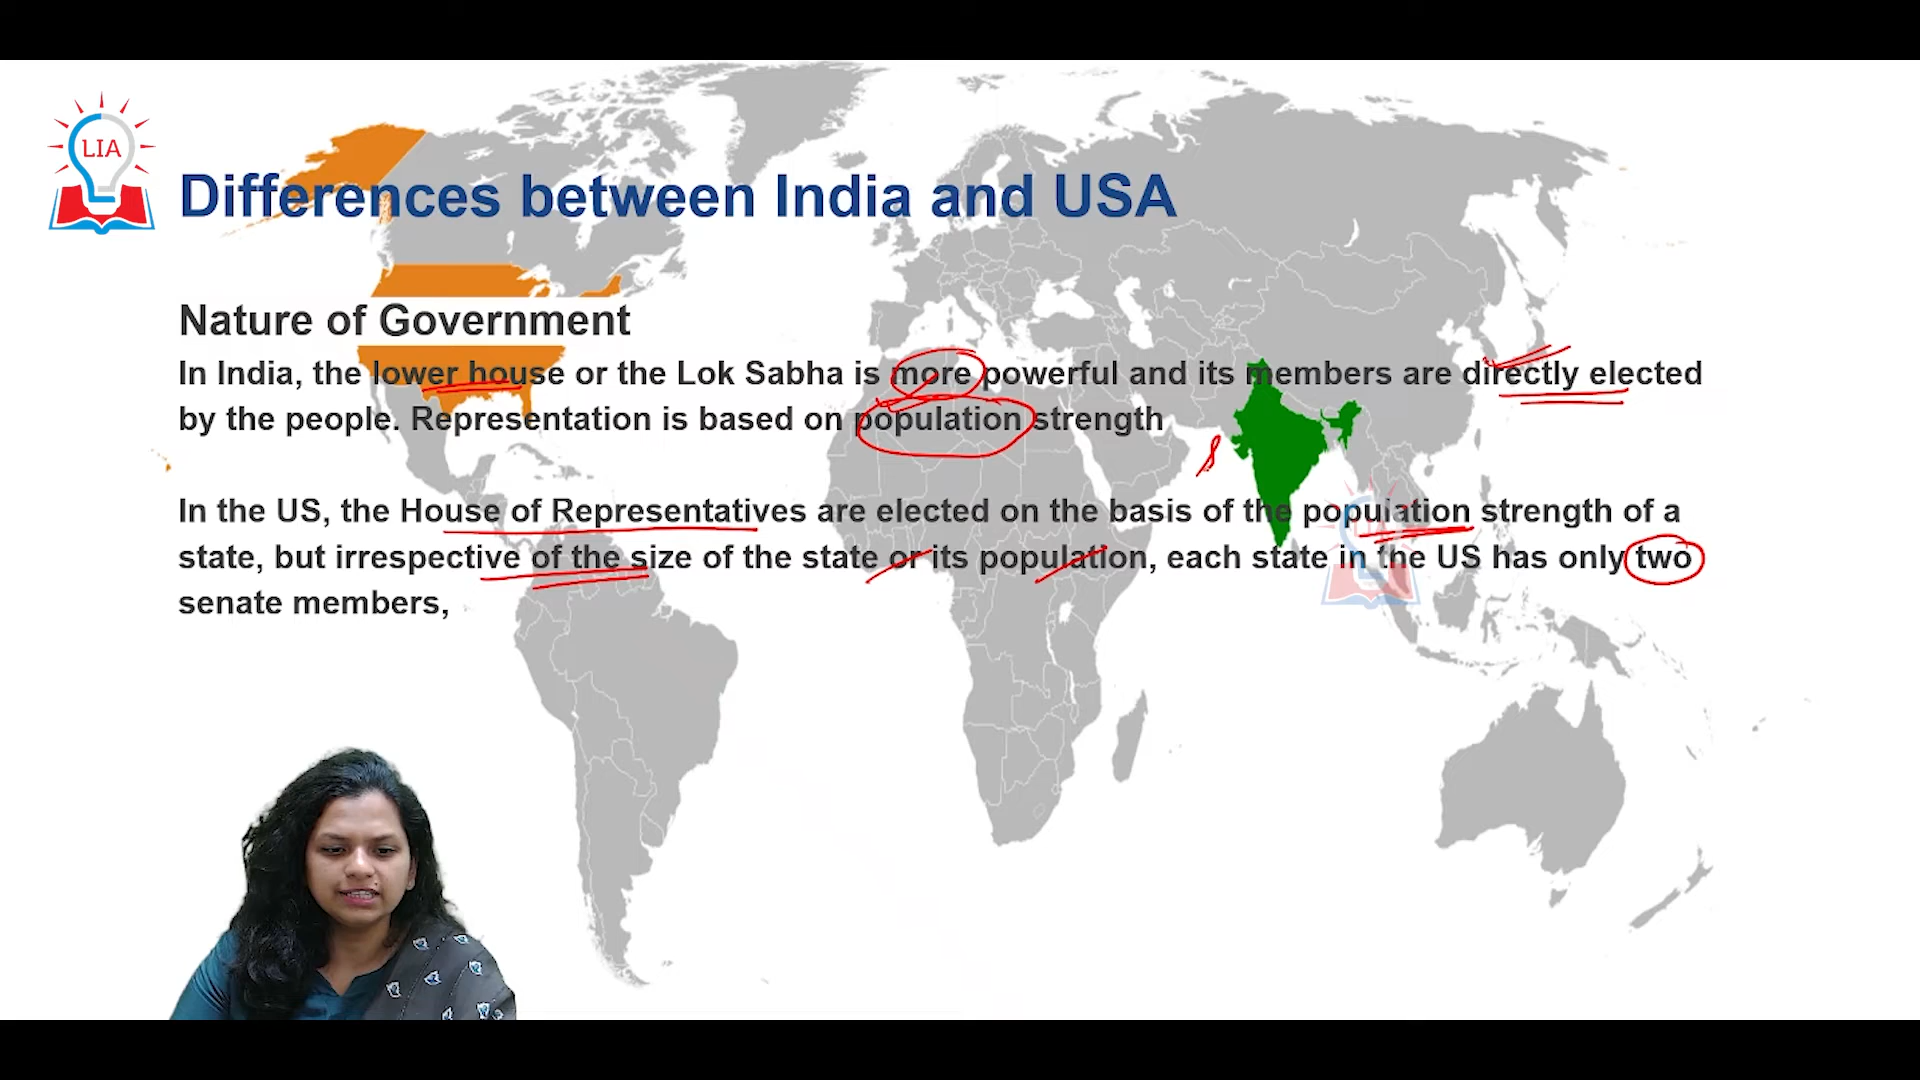 LIA
Differences between India and USA
Nature of Government
In India, the lower house or the Lok Sabha is more powerful and its members are directly elected
by the people. Representation is based on population strength
In the US, the House of Representatives are elected on the basis of the population strength of a
state, but irrespective of the size of the state or its population, each state in the US has only two
senate members,